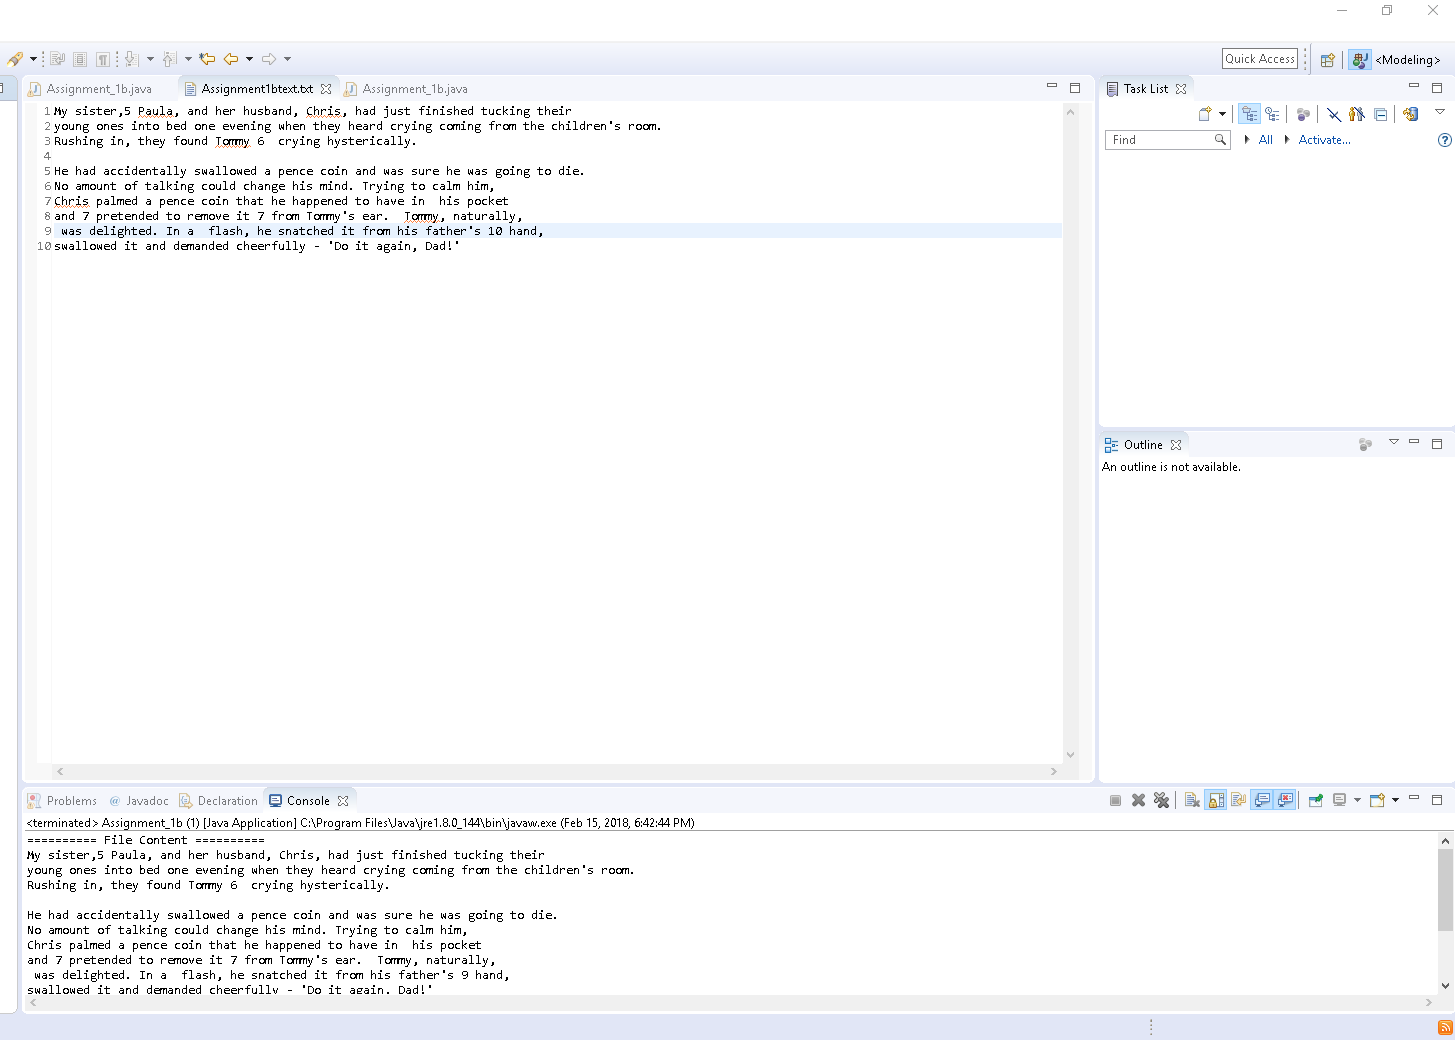 Quick Access
<Modeling>
Assignment_1b.java
Assignment1btext.txt
Assignment_1b.java
1 My sister,5 Paula, and her husband, Chris, had just finished tucking their
2 young ones into bed one evening when they heard crying coming from the children's room.
3 Rushing in, they found Tommy 6  crying hysterically.
4
5 He had accidentally swallowed a pence coin and was sure he was going to die.
6 No amount of talking could change his mind. Trying to calm him,
7 Chris palmed a pence coin that he happened to have in  his pocket
8 and 7 pretended to remove it 7 from Tommy's ear.  Tommy, naturally,
9  was delighted. In a  flash, he snatched it from his father's 10 hand,
10 swallowed it and demanded cheerfully - 'Do it again, Dad!'
Task List
Find
All
Activate...
Outline
An outline is not available.
Problems
@ Javadoc
Declaration
Console
<terminated> Assignment_1b (1) [Java Application] C:\Program Files\Java\jre1.8.0_144\bin\javaw.exe (Feb 15, 2018, 6:42:44 PM)
========== File Content ==========
My sister,5 Paula, and her husband, Chris, had just finished tucking their
young ones into bed one evening when they heard crying coming from the children's room.
Rushing in, they found Tommy 6  crying hysterically.
He had accidentally swallowed a pence coin and was sure he was going to die.
No amount of talking could change his mind. Trying to calm him,
Chris palmed a pence coin that he happened to have in  his pocket
and 7 pretended to remove it 7 from Tommy's ear.  Tommy, naturally,
 was delighted. In a  flash, he snatched it from his father's 9 hand,
swallowed it and demanded cheerfully - 'Do it again, Dad!'